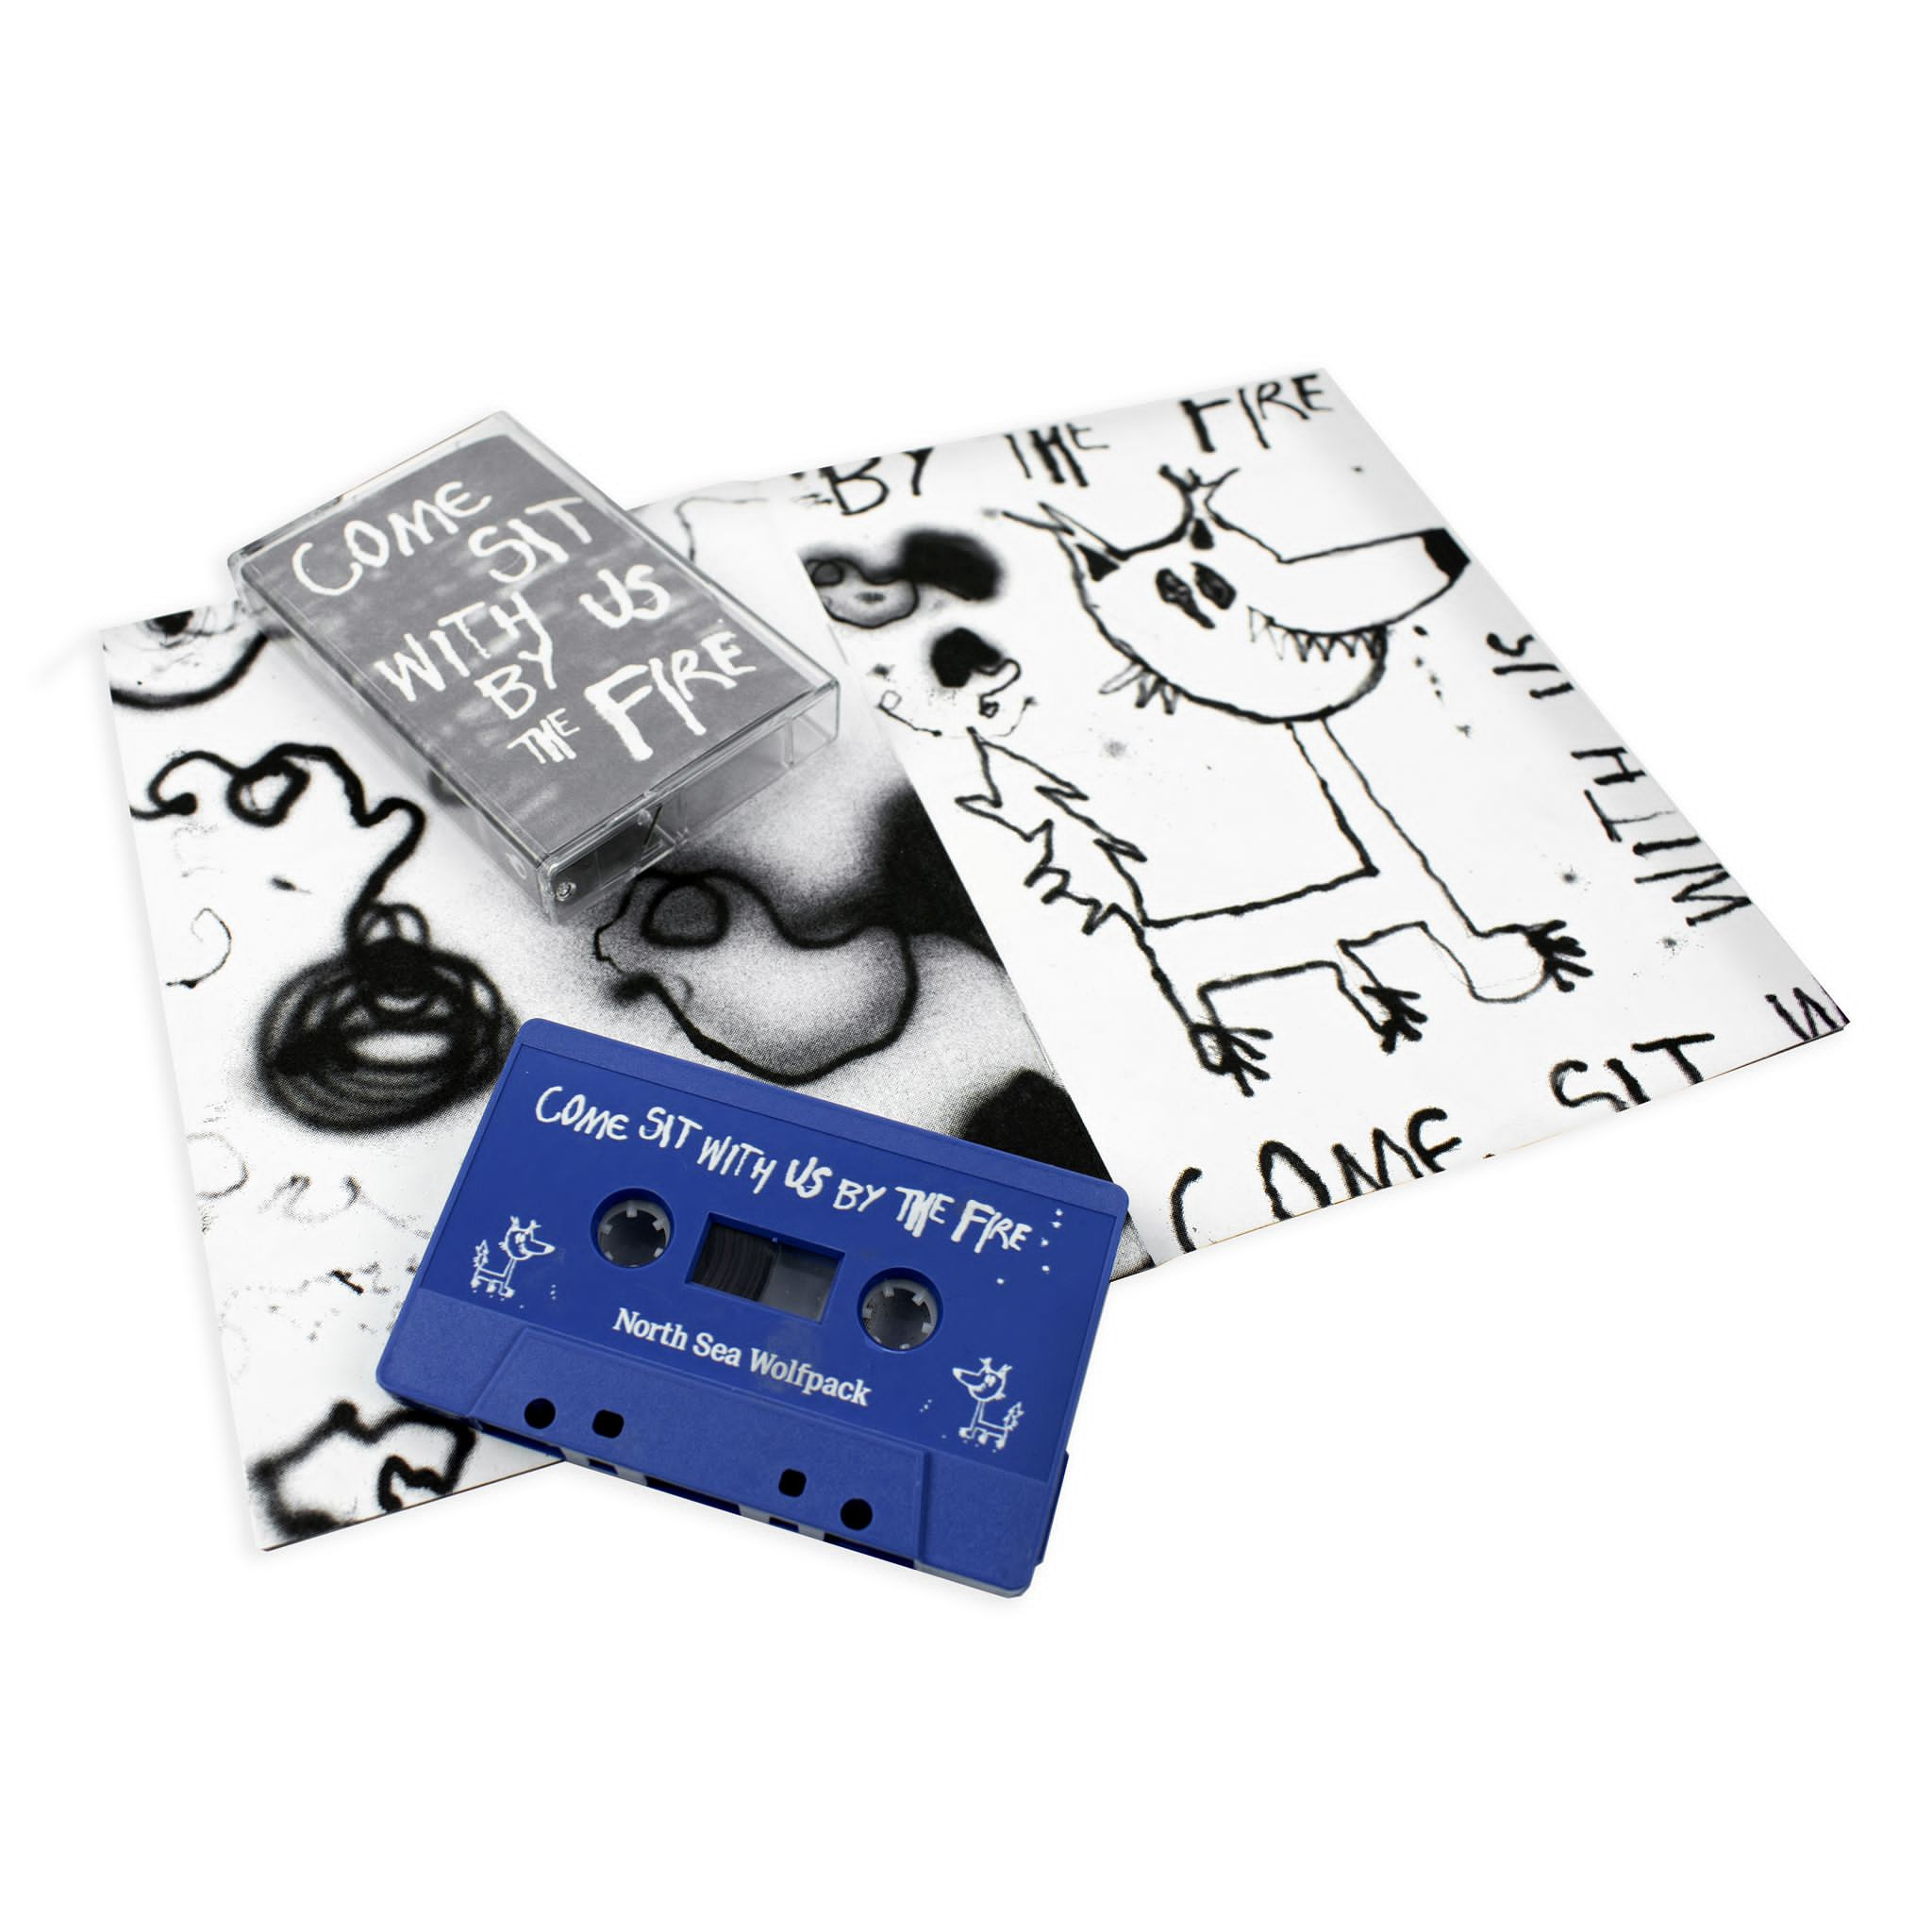 COME
SIT
WITH US
BY
THE FIRE
BY THE FIRE
US
WITH
COME SIT W
COME SIT WITH US BY THE FIRE
North Sea Wolfpack